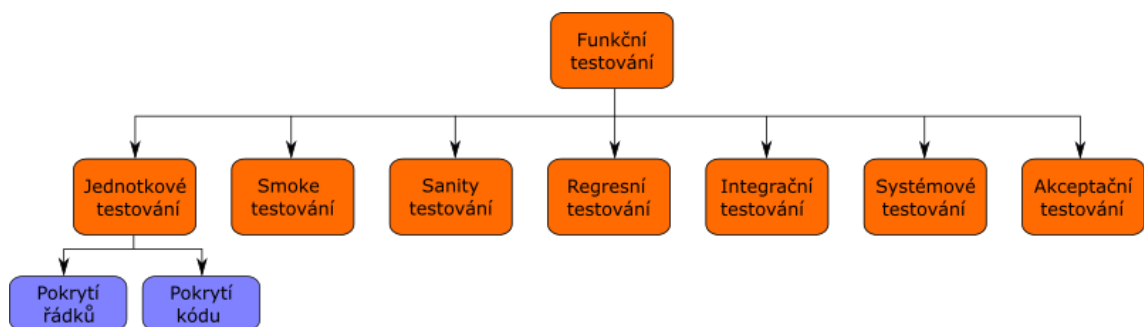 Funkční
testování
Jednotkové
testování
Smoke
testování
Sanity
testování
Regresní
testování
Integrační
testování
Systémové
testování
Akceptační
testování
Pokrytí
řádků
Pokrytí
kódu